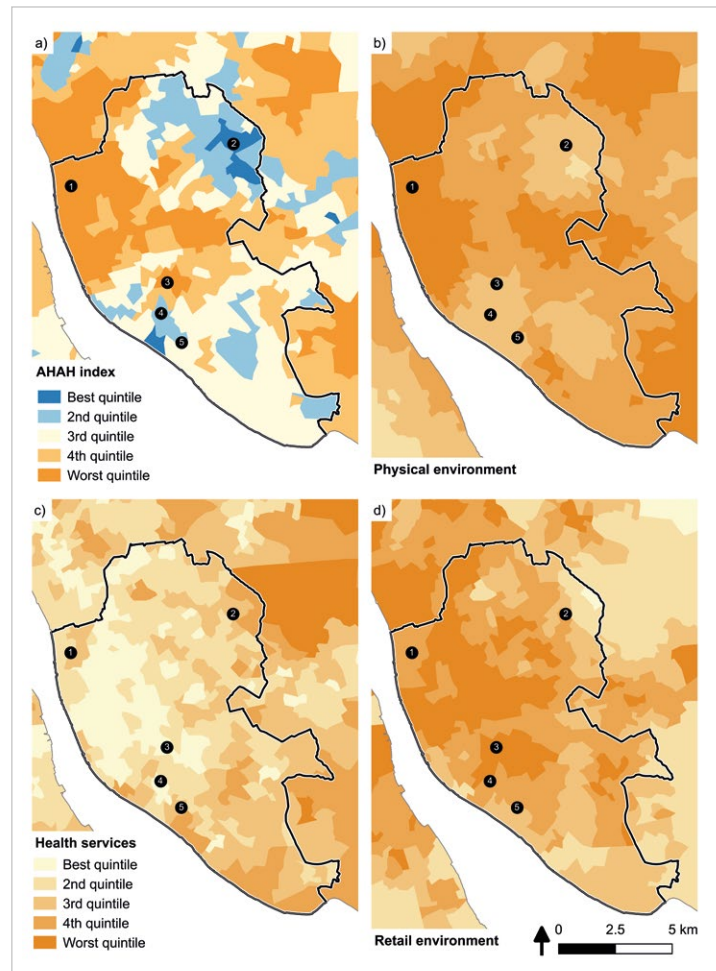 a)
1
2
3
4
5
AHAH index
Best quintile
2nd quintile
3rd quintile
4th quintile
Worst quintile
b)
1
2
3
4
5
Physical environment
c)
1
2
3
4
5
Health services
Best quintile
2nd quintile
3rd quintile
4th quintile
Worst quintile
d)
1
2
3
4
5
Retail environment
0 2.5 5 km